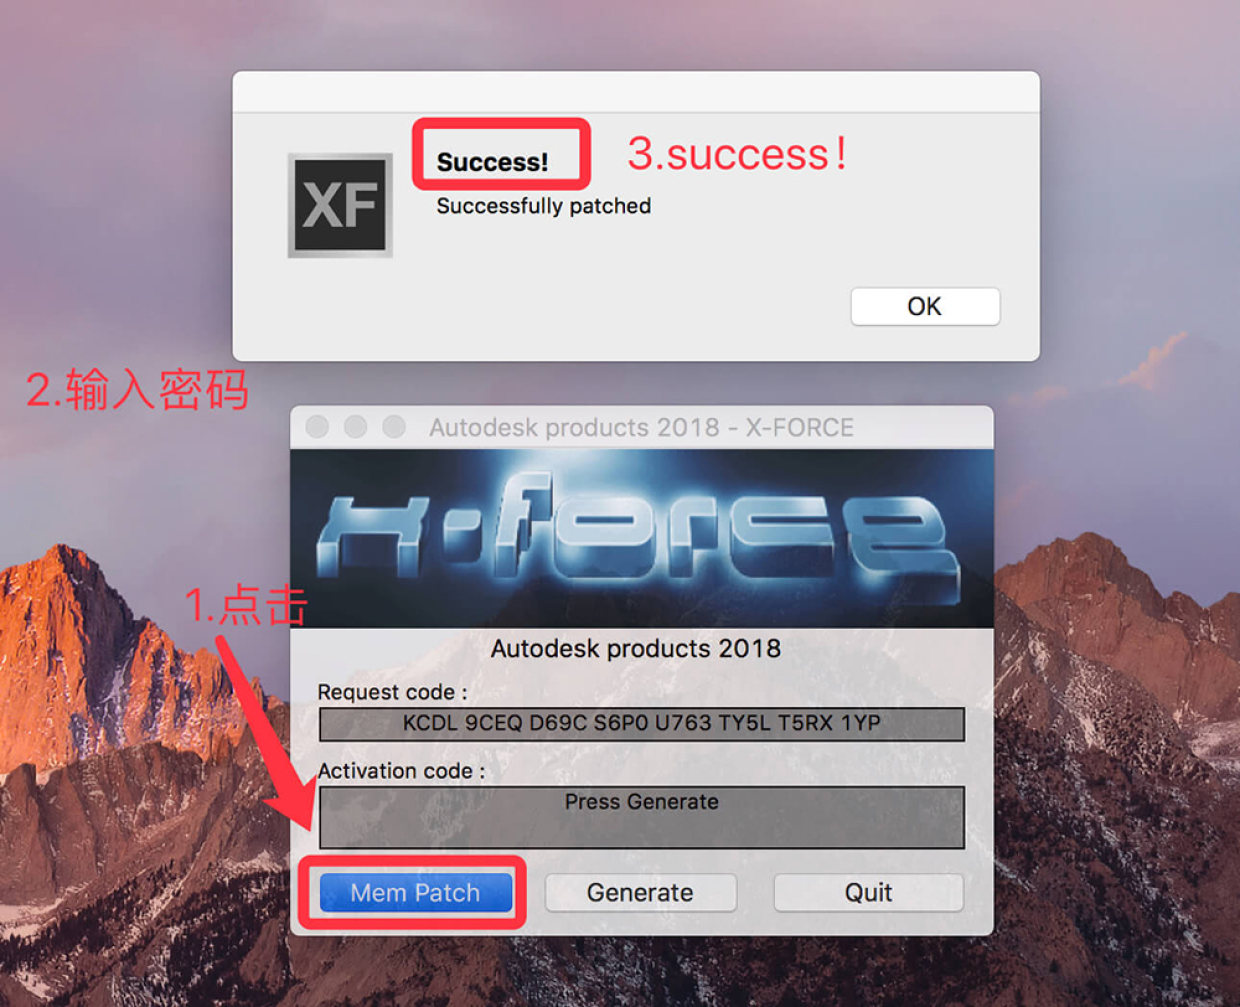 Success!
3.success!
XF
Successfully patched
OK
2.输入密码
Autodesk products 2018 - X-FORCE
x-force
1.点击
Autodesk products 2018
Request code :
KCDL 9CEQ D69C S6P0 U763 TY5L T5RX 1YP
Activation code :
Press Generate
Mem Patch
Generate
Quit